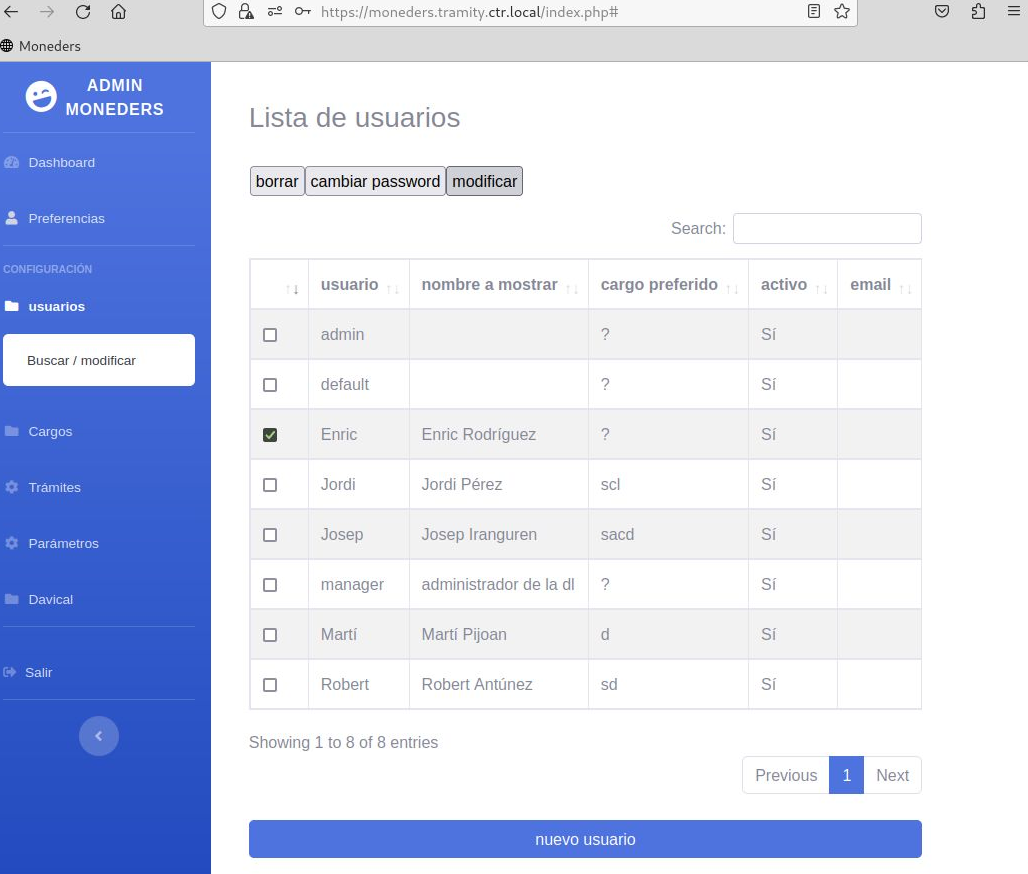 https://moneders.tramity.ctr.local/index.php#
Moneders
ADMIN
MONEDERS
Dashboard
Preferencias
CONFIGURACIÓN
usuarios
Buscar / modificar
Cargos
Trámites
Parámetros
Davical
Salir
Lista de usuarios
borrar cambiar password modificar
Search:
usuario nombre a mostrar cargo preferido activo email
admin ? Sí
default ? Sí
Enric Enric Rodríguez ? Sí
Jordi Jordi Pérez scl Sí
Josep Josep Iranguren sacd Sí
manager administrador de la dl ? Sí
Martí Martí Pijoan d Sí
Robert Robert Antúnez sd Sí
Showing 1 to 8 of 8 entries
Previous 1 Next
nuevo usuario